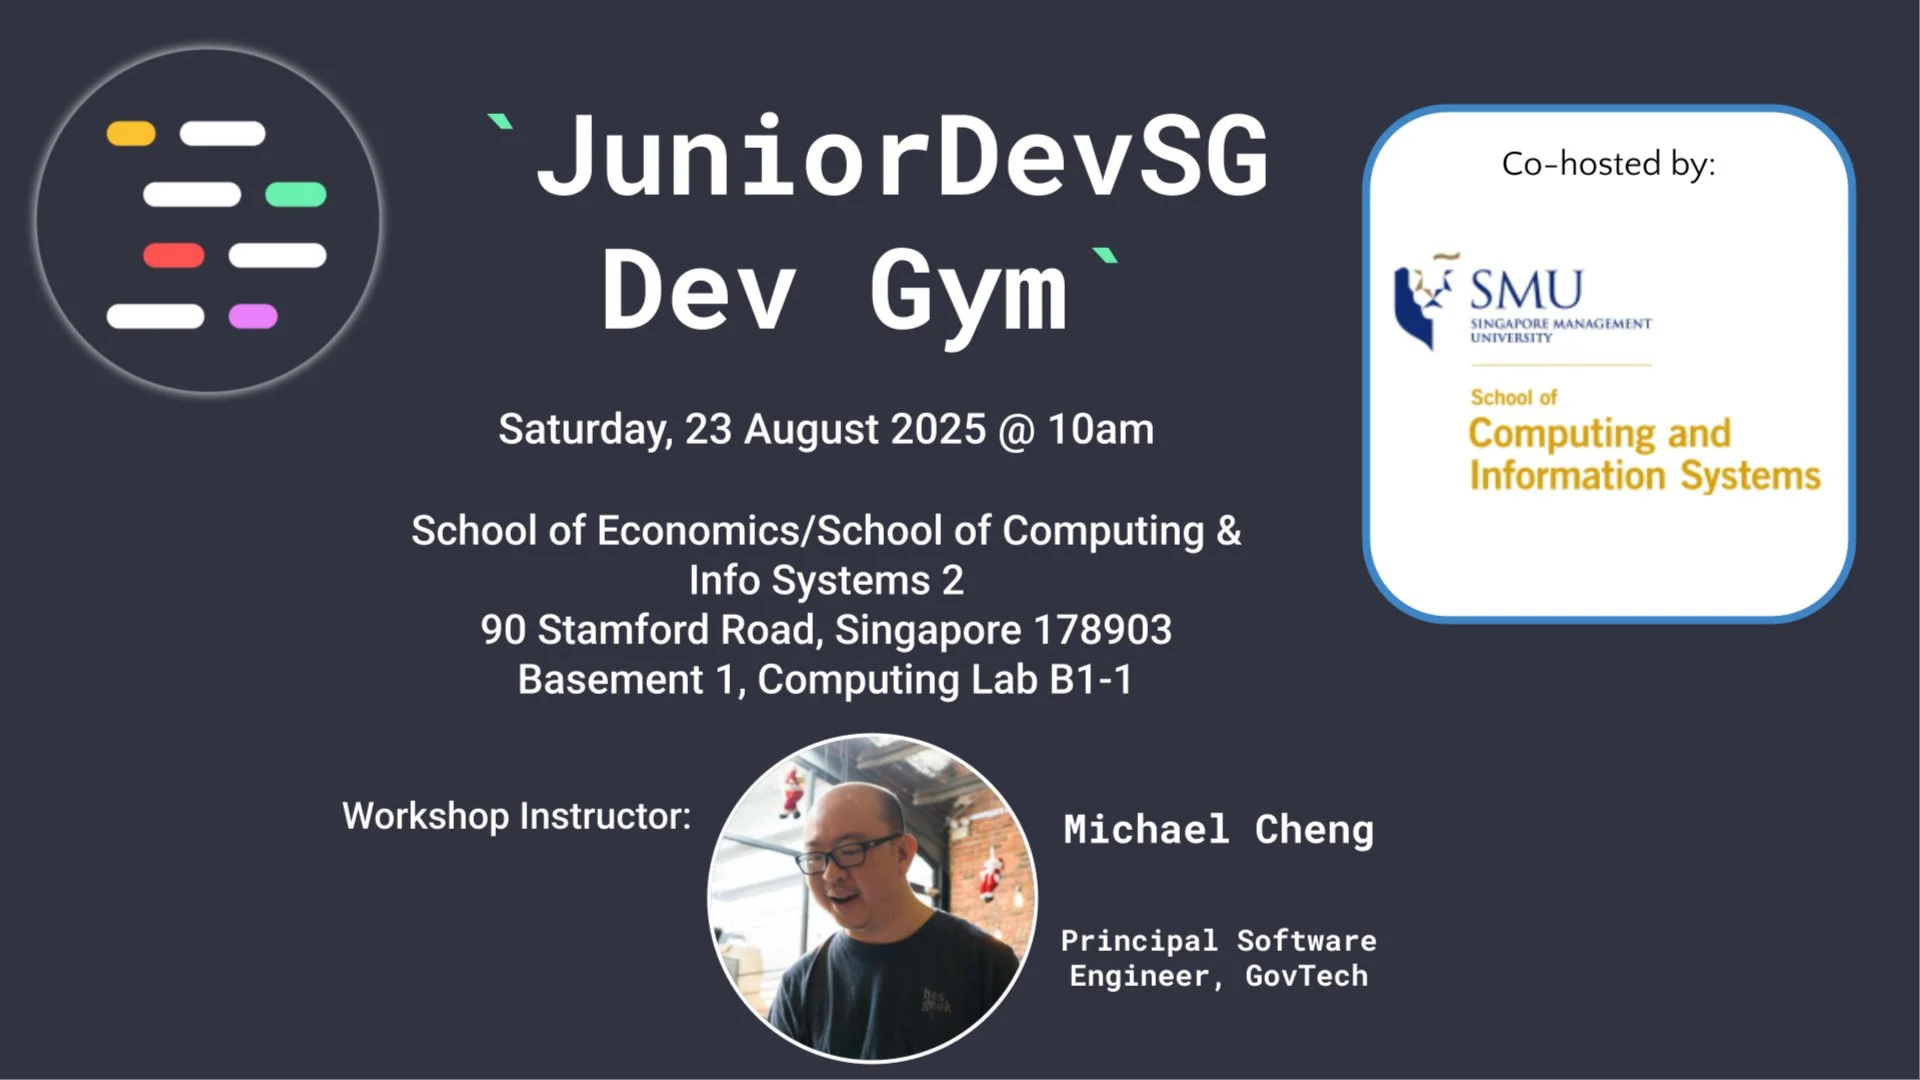 `JuniorDevSG
Dev Gym`
Saturday, 23 August 2025 @ 10am
School of Economics/School of Computing &
Info Systems 2
90 Stamford Road, Singapore 178903
Basement 1, Computing Lab B1-1
Co-hosted by:
SMU
SINGAPORE MANAGEMENT
UNIVERSITY
School of
Computing and
Information Systems
Workshop Instructor:
Michael Cheng
Principal Software
Engineer, GovTech
has
geek